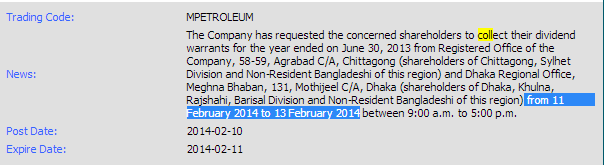 Trading Code: MPETROLEUM
News: The Company has requested the concerned shareholders to collect their dividend
warrants for the year ended on June 30, 2013 from Registered Office of the
Company, 58-59, Agrabad C/A, Chittagong (shareholders of Chittagong, Sylhet
Division and Non-Resident Bangladeshi of this region) and Dhaka Regional Office,
Meghna Bhaban, 131, Mothijeel C/A, Dhaka (shareholders of Dhaka, Khulna,
Rajshahi, Barisal Division and Non-Resident Bangladeshi of this region) from 11
February 2014 to 13 February 2014 between 9:00 a.m. to 5:00 p.m.
Post Date: 2014-02-10
Expire Date: 2014-02-11